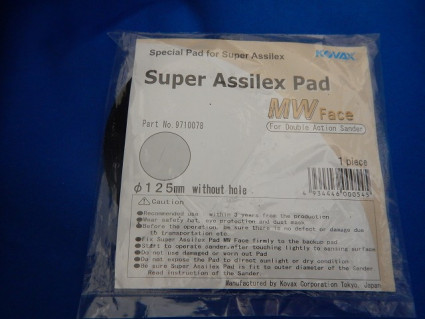 Special Pad for Super Assilex
KOVAX
Super Assilex Pad
MW Face
For Double Action Sander
Part No. 9710078
1 piece
φ125mm without hole
⚠ Caution
●Recommended use within 3 years from the production
●Wear safety eye protection and dust mask
●Before the operation, be sure there is no defect or damage due
th transportation etc.
●Fix Super Assilex Pad MW Face firmly to the backup pad
●Start to operate sander, after touching lightly to sanding surface
●Do not use damaged or worn out Pad
●Do not expose the Pad to direct sunlight or dry condition
●Be sure Super Assilex Pad is fit to outer diameter of the Sander
Read instruction of the Sander.
Manufactured by Kovax Corporation Tokyo, Japan